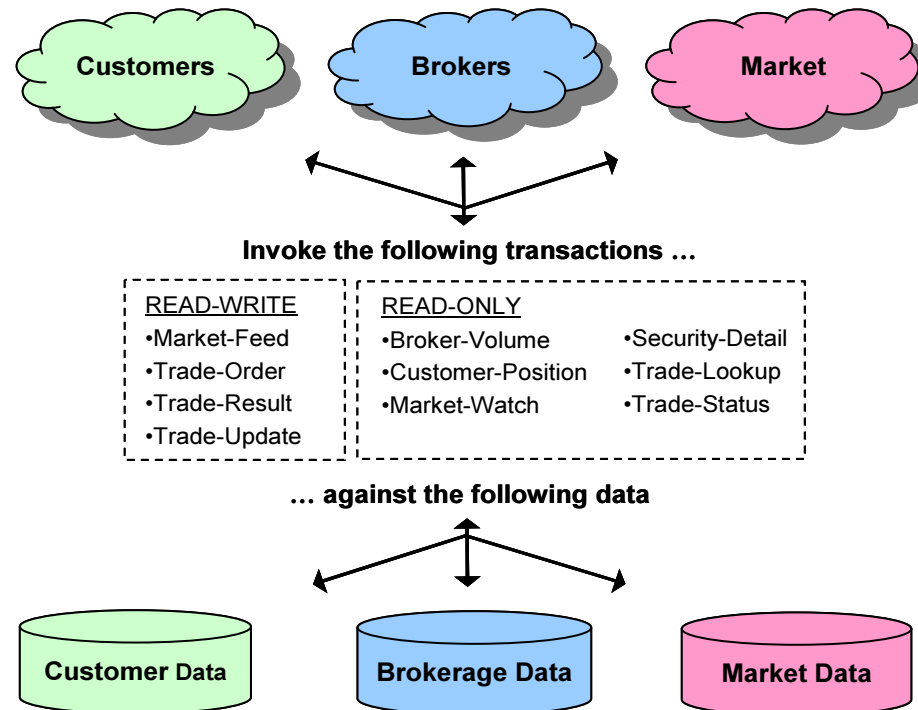 Customers
Brokers
Market
Invoke the following transactions …
READ-WRITE
•Market-Feed
•Trade-Order
•Trade-Result
•Trade-Update
READ-ONLY
•Broker-Volume
•Customer-Position
•Market-Watch
•Security-Detail
•Trade-Lookup
•Trade-Status
… against the following data
Customer Data
Brokerage Data
Market Data